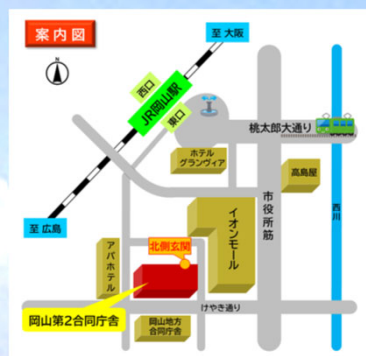 案内図
至 大阪
西口
JR岡山駅
東口
桃太郎大通り
ホテル
グランヴィア
高島屋
市役所筋
西川
至 広島
イオンモール
北側玄関
アパホテル
岡山第2合同庁舎
けやき通り
岡山地方
合同庁舎